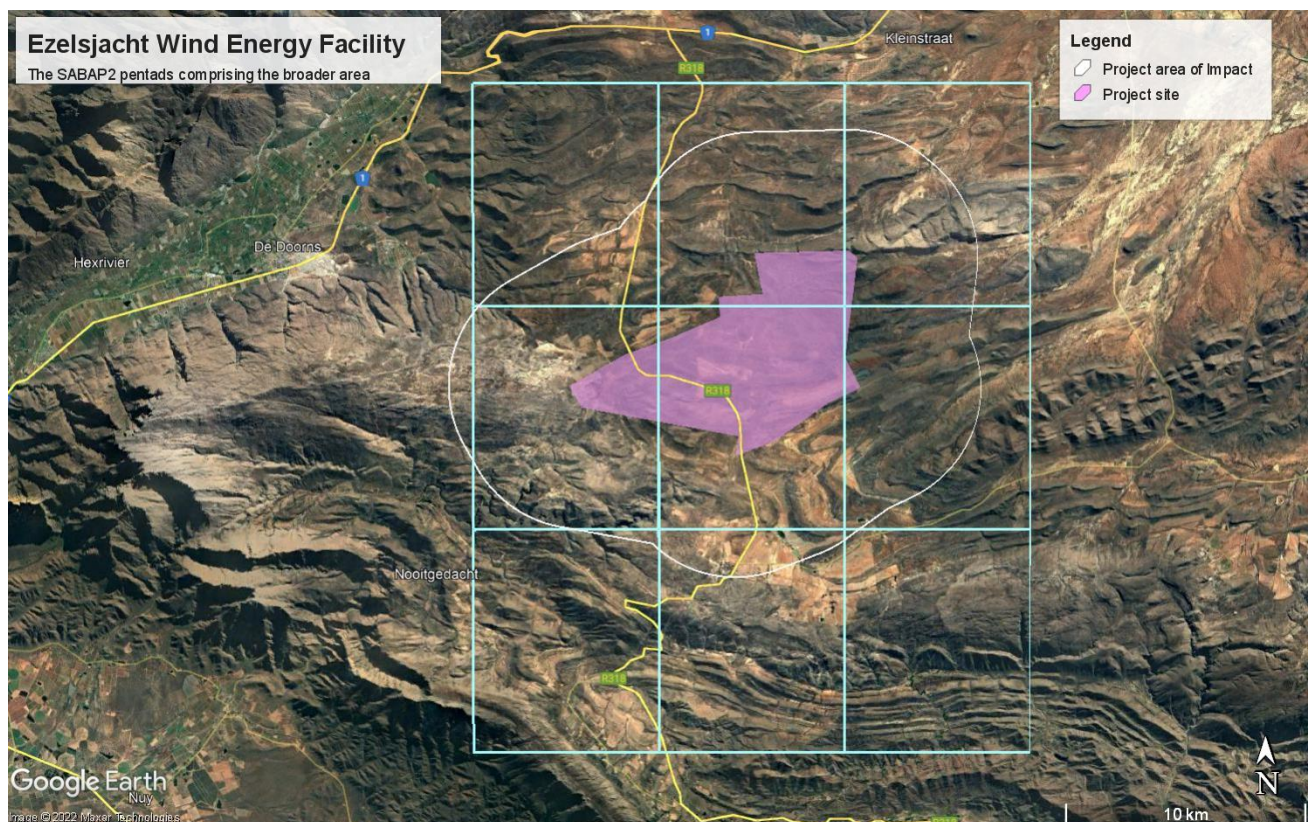 Ezelsjacht Wind Energy Facility
The SABAP2 pentads comprising the broader area
Legend
Project area of Impact
Project site
1
Kleinstraat
R318
1
De Doorns
Hexrivier
R318
Nooitgedacht
R318
Google Earth
Nuy
Image © 2022 Maxar Technologies
N
10 km